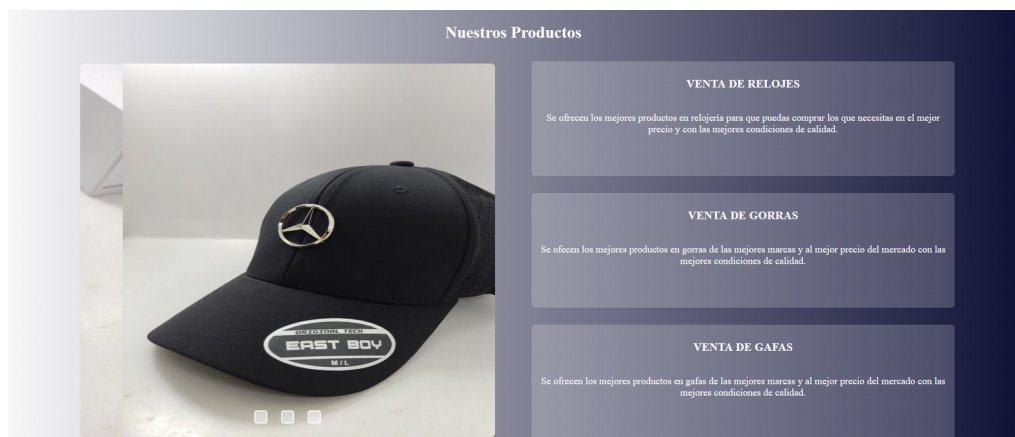 Nuestros Productos
ORIGINAL TECH
EAST BOY
M/L
VENTA DE RELOJES
Se ofrecen los mejores productos en relojería para que puedas comprar los que necesitas en el mejor
precio y con las mejores condiciones de calidad.
VENTA DE GORRAS
Se ofecen los mejores productos en gorras de las mejores marcas y al mejor precio del mercado con las
mejores condiciones de calidad.
VENTA DE GAFAS
Se ofrecen los mejores productos en gafas de las mejores marcas y al mejor precio del mercado con las
mejores condiciones de calidad.